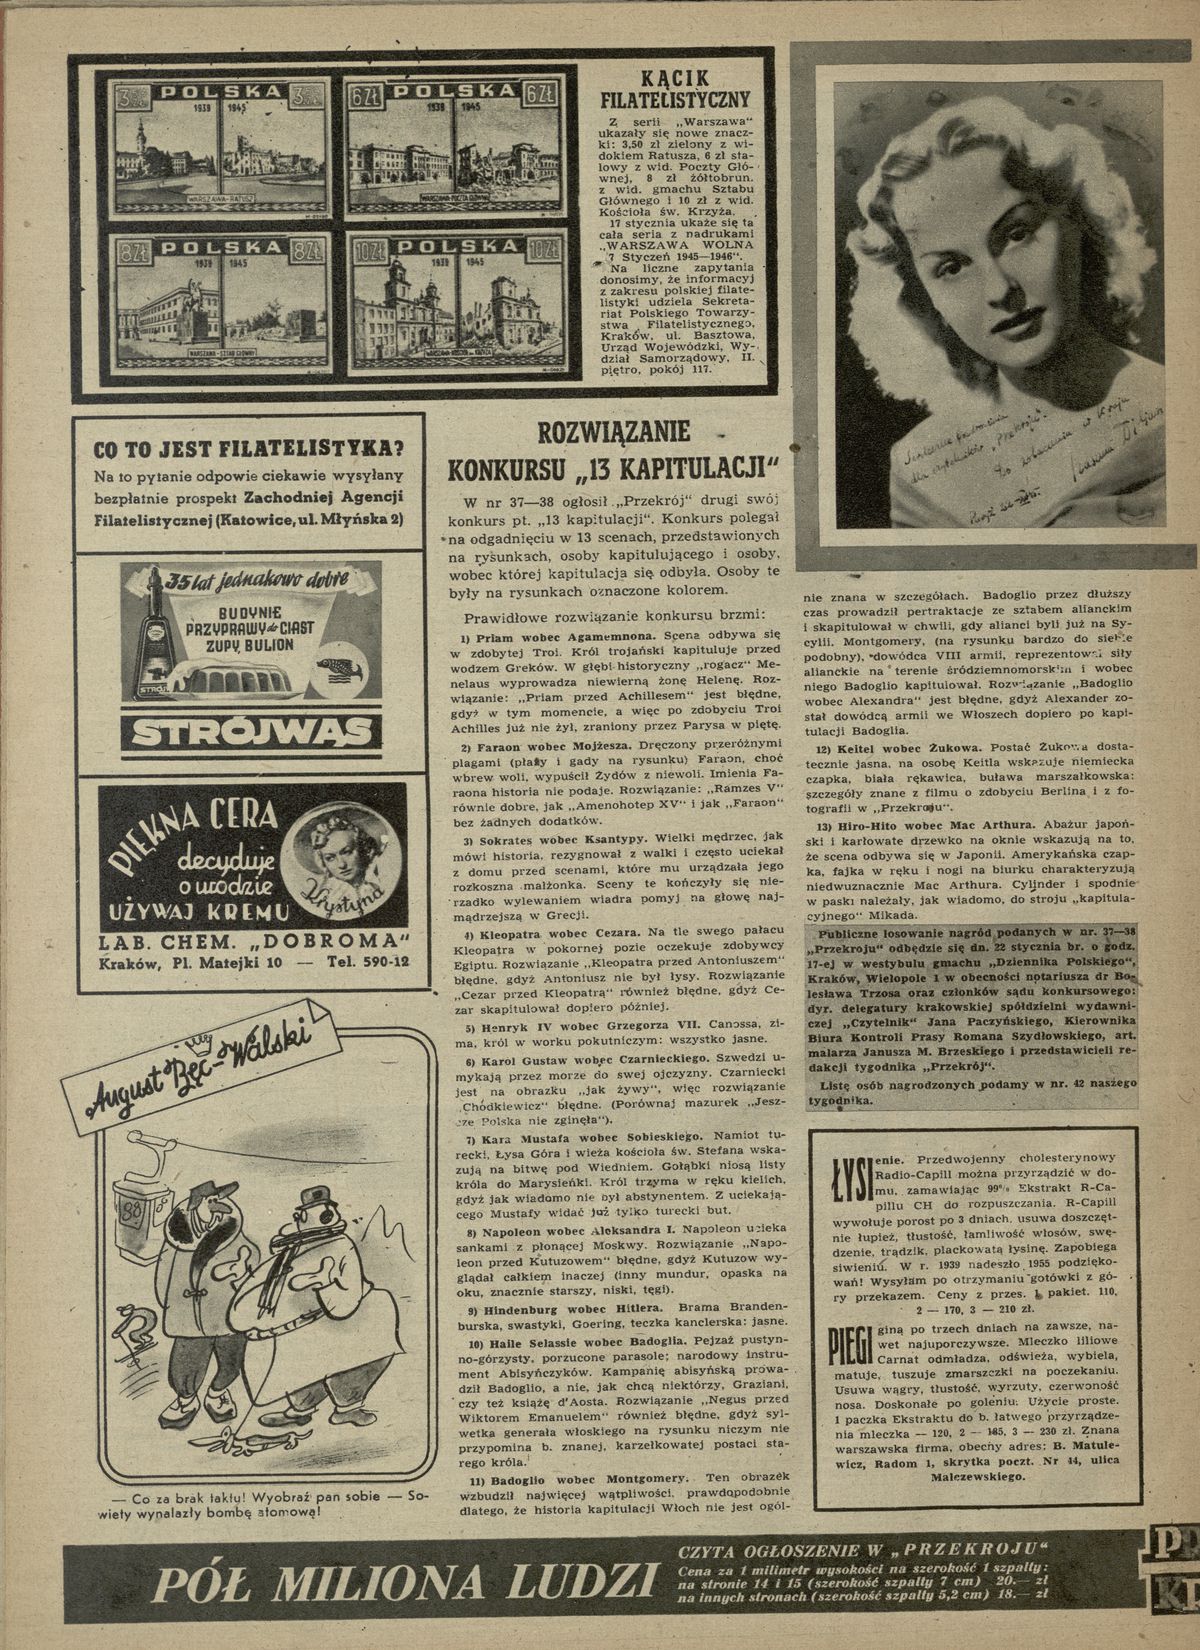 3.50 ZŁ POLSKA 3.50 ZŁ
1939 1945
WARSZAWA-RATUSZ
6ZŁ POLSKA 6ZŁ
1939 1945
WARSZAWA-POCZTA GŁÓWNA
8ZŁ POLSKA 8ZŁ
1939 1945
WARSZAWA-SZTAB GŁÓWNY
10ZŁ POLSKA 10ZŁ
1939 1945
KĄCIK
FILATELISTYCZNY
Z serii „Warszawa"
ukazały się nowe znacz-
ki: 3,50 zł zielony z wi-
dokiem Ratusza, 6 zł sta-
lowy z wid. Poczty Głó-
wnej, 8 zł żółtobrun.
z wid. gmachu Sztabu
Głównego i 10 zł z wid.
Kościoła św. Krzyża.
17 stycznia ukaże się ta
cała seria z nadrukami
„WARSZAWA WOLNA
7 Styczeń 1945—1946".
Na liczne zapytania
donosimy, że informacyj
z zakresu polskiej filate-
listyki udziela Sekreta-
riat Polskiego Towarzy-
stwa Filatelistycznego,
Kraków, ul. Basztowa,
Urząd Wojewódzki, Wy-
dział Samorządowy, II.
piętro, pokój 117.
CO TO JEST FILATELISTYKA?
Na to pytanie odpowie ciekawie wysyłany
bezpłatnie prospekt Zachodniej Agencji
Filatelistycznej (Katowice, ul. Młyńska 2)
35 lat jednakowo dobre
BUDYNIE
PRZYPRAWY do CIAST
ZUPY, BULION
STRÓJWĄS
PIĘKNA CERA
decyduje
o urodzie
UŻYWAJ KREMU
Krystyna
LAB. CHEM. „DOBROMA"
Kraków, Pl. Matejki 10 — Tel. 590-12
August Bęc-Walski
88
— Co za brak taktu! Wyobraź pan sobie — So-
wiety wynalazły bombę atomową!
ROZWIĄZANIE
KONKURSU „13 KAPITULACJI"
W nr 37—38 ogłosił „Przekrój" drugi swój
konkurs pt. „13 kapitulacji". Konkurs polegał
na odgadnięciu w 13 scenach, przedstawionych
na rysunkach, osoby kapitulującego i osoby,
wobec której kapitulacja się odbyła. Osoby te
były na rysunkach oznaczone kolorem.
Prawidłowe rozwiązanie konkursu brzmi:
1) Priam wobec Agamemnona. Scena odbywa się
w zdobytej Troi. Król trojański kapituluje przed
wodzem Greków. W głębi historyczny „rogacz" Me-
nelaus wyprowadza niewierną żonę Helenę. Roz-
wiązanie: „Priam przed Achillesem" jest błędne,
gdyż w tym momencie, a więc po zdobyciu Troi
Achilles już nie żył, zraniony przez Parysa w piętę.
2) Faraon wobec Mojżesza. Dręczony przeróżnymi
plagami (płazy i gady na rysunku) Faraon, choć
wbrew woli, wypuścił Żydów z niewoli. Imienia Fa-
raona historia nie podaje. Rozwiązanie: „Ramzes V"
równie dobre, jak „Amenohotep XV" i jak „Faraon"
bez żadnych dodatków.
3) Sokrates wobec Ksantypy. Wielki mędrzec, jak
mówi historia, rezygnował z walki i często uciekał
z domu przed scenami, które mu urządzała jego
rozkoszna małżonka. Sceny te kończyły się nie-
rzadko wylewaniem wiadra pomyj na głowę naj-
mądrzejszą w Grecji.
4) Kleopatra wobec Cezara. Na tle swego pałacu
Kleopatra w pokornej pozie oczekuje zdobywcy
Egiptu. Rozwiązanie „Kleopatra przed Antoniuszem"
błędne, gdyż Antoniusz nie był łysy. Rozwiązanie
„Cezar przed Kleopatrą" również błędne, gdyż Ce-
zar skapitulował dopiero później.
5) Henryk IV wobec Grzegorza VII. Canossa, zi-
ma, król w worku pokutniczym: wszystko jasne.
6) Karol Gustaw wobec Czarnieckiego. Szwedzi u-
mykają przez morze do swej ojczyzny. Czarniecki
jest na obrazku „jak żywy", więc rozwiązanie
„Chódkiewicz" błędne. (Porównaj mazurek „Jesz-
cze Polska nie zginęła").
7) Kara Mustafa wobec Sobieskiego. Namiot tu-
recki, Łysa Góra i wieża kościoła św. Stefana wska-
zują na bitwę pod Wiedniem. Gołąbki niosą listy
króla do Marysieńki. Król trzyma w ręku kielich,
gdyż jak wiadomo nie był abstynentem. Z uciekają-
cego Mustafy widać już tylko turecki but.
8) Napoleon wobec Aleksandra I. Napoleon ucieka
sankami z płonącej Moskwy. Rozwiązanie „Napo-
leon przed Kutuzowem" błędne, gdyż Kutuzow wy-
glądał całkiem inaczej (inny mundur, opaska na
oku, znacznie starszy, niski, tęgi).
9) Hindenburg wobec Hitlera. Brama Branden-
burska, swastyki, Goering, teczka kanclerska: jasne.
10) Haile Selassie wobec Badoglia. Pejzaż pustyn-
no-górzysty, porzucone parasole; narodowy instru-
ment Abisyńczyków. Kampanię abisyńską prowa-
dził Badoglio, a nie, jak chcą niektórzy, Graziani,
czy też książę d'Aosta. Rozwiązanie „Negus przed
Wiktorem Emanuelem" również błędne, gdyż syl-
wetka generała włoskiego na rysunku niczym nie
przypomina b. znanej, karzełkowatej postaci sta-
rego króla.
11) Badoglio wobec Montgomery. Ten obrazek
wzbudził najwięcej wątpliwości, prawdopodobnie
dlatego, że historia kapitulacji Włoch nie jest ogól-
nie znana w szczegółach. Badoglio przez dłuższy
czas prowadził pertraktacje ze sztabem alianckim
i skapitulował w chwili, gdy alianci byli już na Sy-
cylii. Montgomery, (na rysunku bardzo do siebie
podobny), dowódca VIII armii, reprezentował siły
alianckie na terenie śródziemnomorskim i wobec
niego Badoglio kapitulował. Rozwiązanie „Badoglio
wobec Alexandra" jest błędne, gdyż Alexander zo-
stał dowódcą armii we Włoszech dopiero po kapi-
tulacji Badoglia.
12) Keitel wobec Żukowa. Postać Żukowa dosta-
tecznie jasna, na osobę Keitla wskazuje niemiecka
czapka, biała rękawica, buława marszałkowska:
szczegóły znane z filmu o zdobyciu Berlina i z fo-
tografii w „Przekroju".
13) Hiro-Hito wobec Mac Arthura. Abażur japoń-
ski i karłowate drzewko na oknie wskazują na to,
że scena odbywa się w Japonii. Amerykańska czap-
ka, fajka w ręku i nogi na biurku charakteryzują
niedwuznacznie Mac Arthura. Cylinder i spodnie
w paski należały, jak wiadomo, do stroju „kapitula-
cyjnego" Mikada.
Publiczne losowanie nagród podanych w nr. 37—38
„Przekroju" odbędzie się dn. 22 stycznia br. o godz.
17-ej w westybulu gmachu „Dziennika Polskiego",
Kraków, Wielopole 1 w obecności notariusza dr Bo-
lesława Trzosa oraz członków sądu konkursowego:
dyr. delegatury krakowskiej spółdzielni wydawni-
czej „Czytelnik" Jana Paczyńskiego, Kierownika
Biura Kontroli Prasy Romana Szydłowskiego, art.
malarza Janusza M. Brzeskiego i przedstawicieli re-
dakcji tygodnika „Przekrój".
Listę osób nagrodzonych podamy w nr. 42 naszego
tygodnika.
ŁYSIenie. Przedwojenny cholesterynowy
Radio-Capill można przyrządzić w do-
mu, zamawiając 99% Ekstrakt R-Ca-
pillu CH do rozpuszczania. R-Capill
wywołuje porost po 3 dniach, usuwa doszczęt-
nie łupież, tłustość, łamliwość włosów, swę-
dzenie, trądzik, plackowatą łysinę. Zapobiega
siwieniu. W r. 1939 nadeszło 1955 podzięko-
wań! Wysyłam po otrzymaniu gotówki z gó-
ry przekazem. Ceny z przes. 1 pakiet. 110,
2 — 170, 3 — 210 zł.
PIEGI giną po trzech dniach na zawsze, na-
wet najuporczywsze. Mleczko liliowe
Carnat odmładza, odświeża, wybiela,
matuje, tuszuje zmarszczki na poczekaniu.
Usuwa wągry, tłustość, wyrzuty, czerwoność
nosa. Doskonałe po goleniu. Użycie proste.
1 paczka Ekstraktu do b. łatwego przyrządze-
nia mleczka — 120, 2 — 185, 3 — 230 zł. Znana
warszawska firma, obecny adres: B. Matule-
wicz, Radom 1, skrytka poczt. Nr 44, ulica
Malczewskiego.
PÓŁ MILIONA LUDZI
CZYTA OGŁOSZENIE W „PRZEKROJU"
Cena za 1 milimetr wysokości na szerokość 1 szpalty:
na stronie 14 i 15 (szerokość szpalty 7 cm) 20.— zł
na innych stronach (szerokość szpalty 5,2 cm) 18.— zł